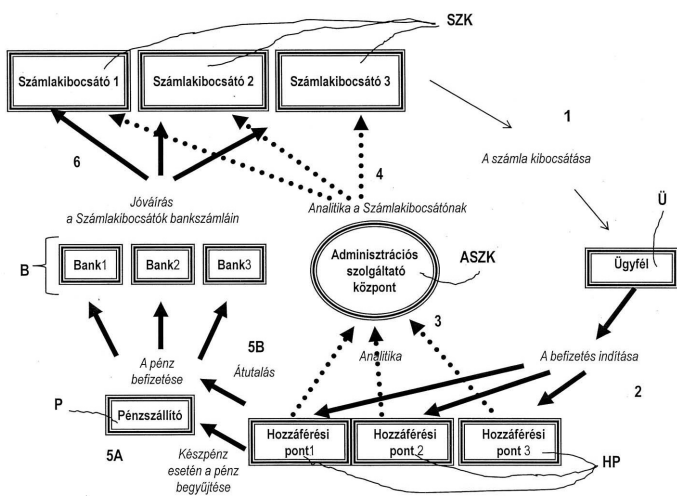 SZK
Számlakibocsátó 1
Számlakibocsátó 2
Számlakibocsátó 3
1
6
4
A számla kibocsátása
Jóváírás
a Számlakibocsátók bankszámláin
Analitika a Számlakibocsátónak
Ü
B
Bank1
Bank2
Bank3
Adminisztrációs
szolgáltató
központ
ASZK
Ügyfél
3
5B
A pénz
befizetése
Átutalás
Analitika
A befizetés indítása
2
P
Pénzszállító
5A
Készpénz
esetén a pénz
begyűjtése
Hozzáférési
pont1
Hozzáférési
pont 2
Hozzáférési
pont 3
HP